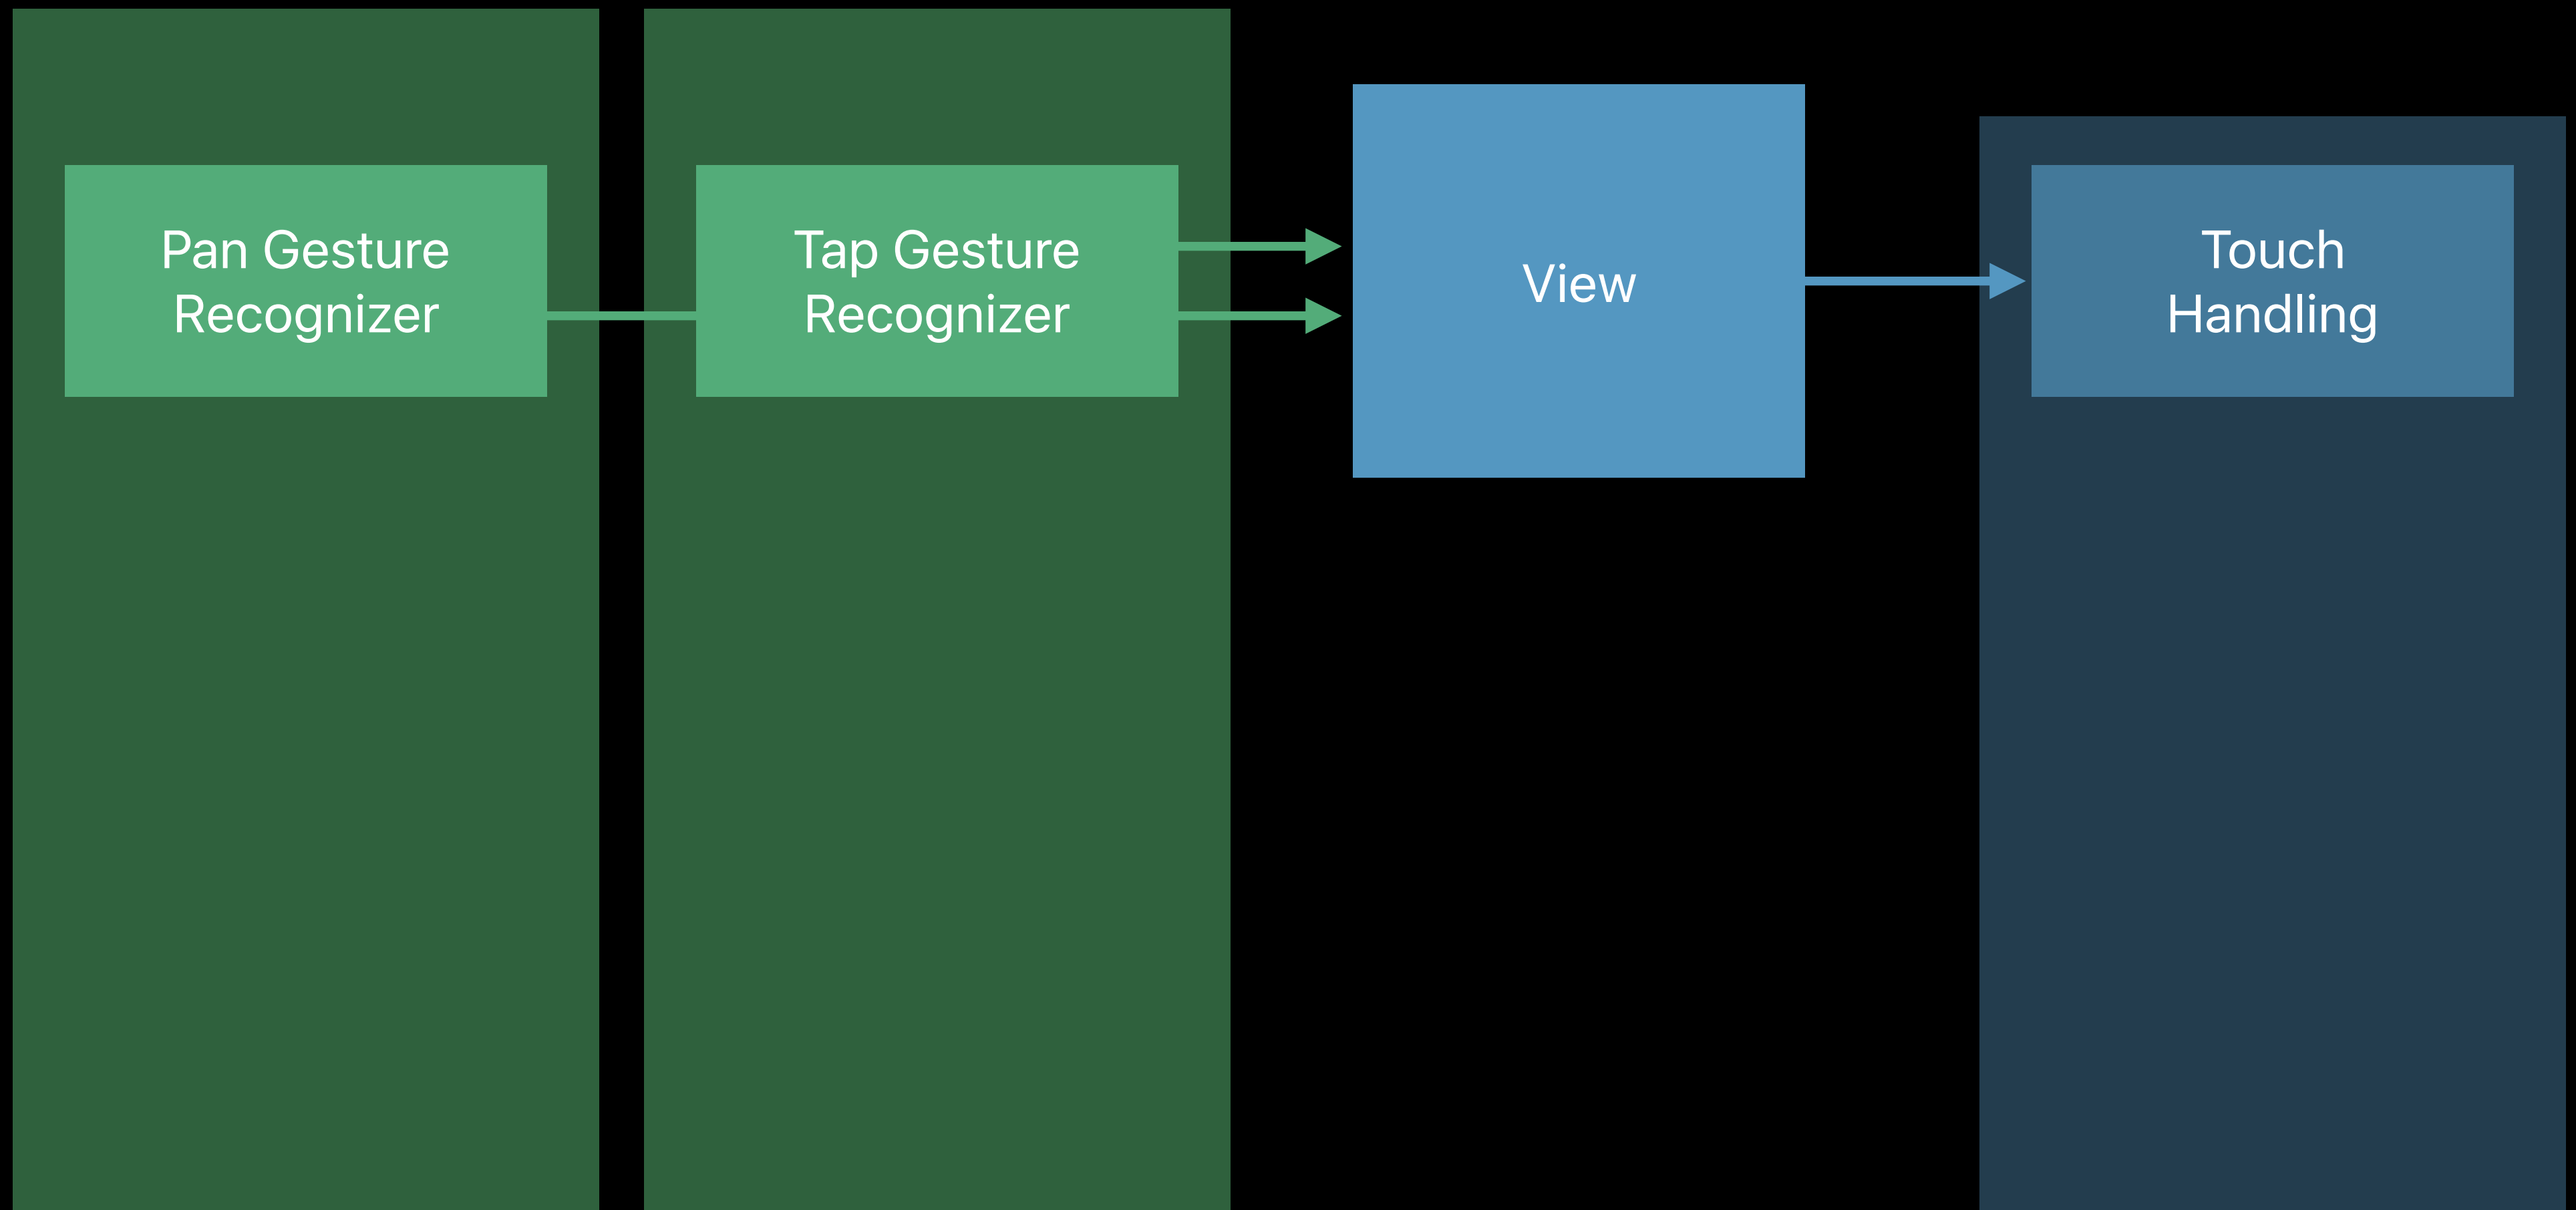 Pan Gesture
Recognizer
Tap Gesture
Recognizer
View
Touch
Handling